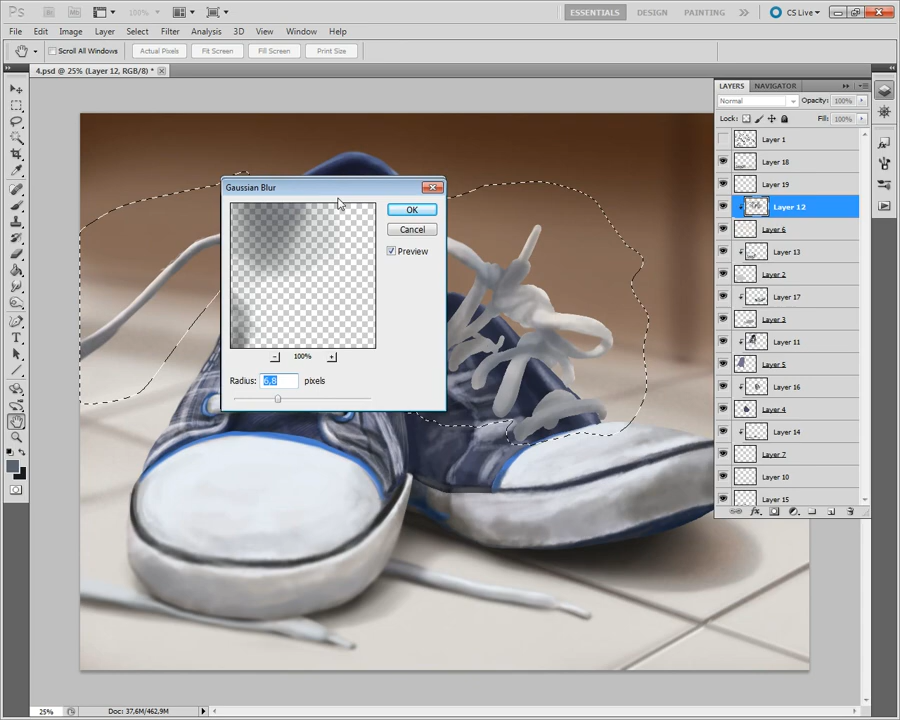 Ps Br Mb 100% ESSENTIALS DESIGN PAINTING CS Live
File Edit Image Layer Select Filter Analysis 3D View Window Help
Scroll All Windows Actual Pixels Fit Screen Fill Screen Print Size
4.psd @ 25% (Layer 12, RGB/8) *
LAYERS NAVIGATOR
Normal Opacity: 100%
Lock: Fill: 100%
Layer 1
Layer 18
Layer 19
Layer 12
Layer 6
Layer 13
Layer 2
Layer 17
Layer 3
Layer 11
Layer 5
Layer 16
Layer 4
Layer 14
Layer 7
Layer 10
Layer 15
Gaussian Blur
OK
Cancel
Preview
100%
Radius: 6,8 pixels
25% Doc: 37,6M/462,9M